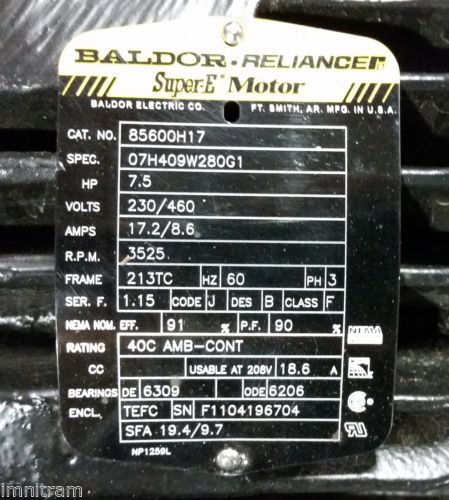 BALDOR • RELIANCE
Super-E™ Motor
BALDOR ELECTRIC CO. FT. SMITH, AR. MFG. IN U.S.A.
CAT. NO. 85600H17
SPEC. 07H409W280G1
HP 7.5
VOLTS 230/460
AMPS 17.2/8.6
R.P.M. 3525
FRAME 213TC HZ 60 PH 3
SER. F. 1.15 CODE J DES B CLASS F
NEMA NOM. EFF. 91 % P.F. 90 %
NEMA
RATING 40C AMB-CONT
CC USABLE AT 208V 18.6 A
BEARINGS DE 6309 ODE 6206
ENCL. TEFC SN F1104196704
SFA 19.4/9.7
NP1259L
imnitram